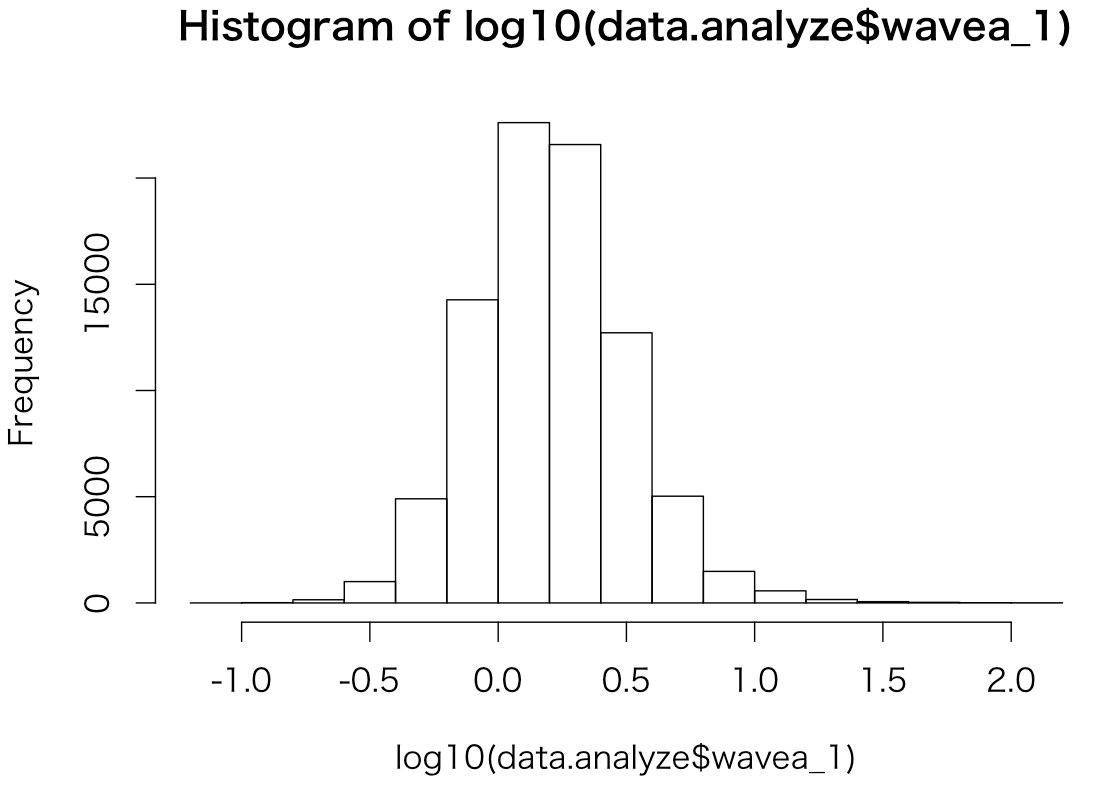 Histogram of log10(data.analyze$wavea_1)
Frequency
15000
5000
0
-1.0 -0.5 0.0 0.5 1.0 1.5 2.0
log10(data.analyze$wavea_1)